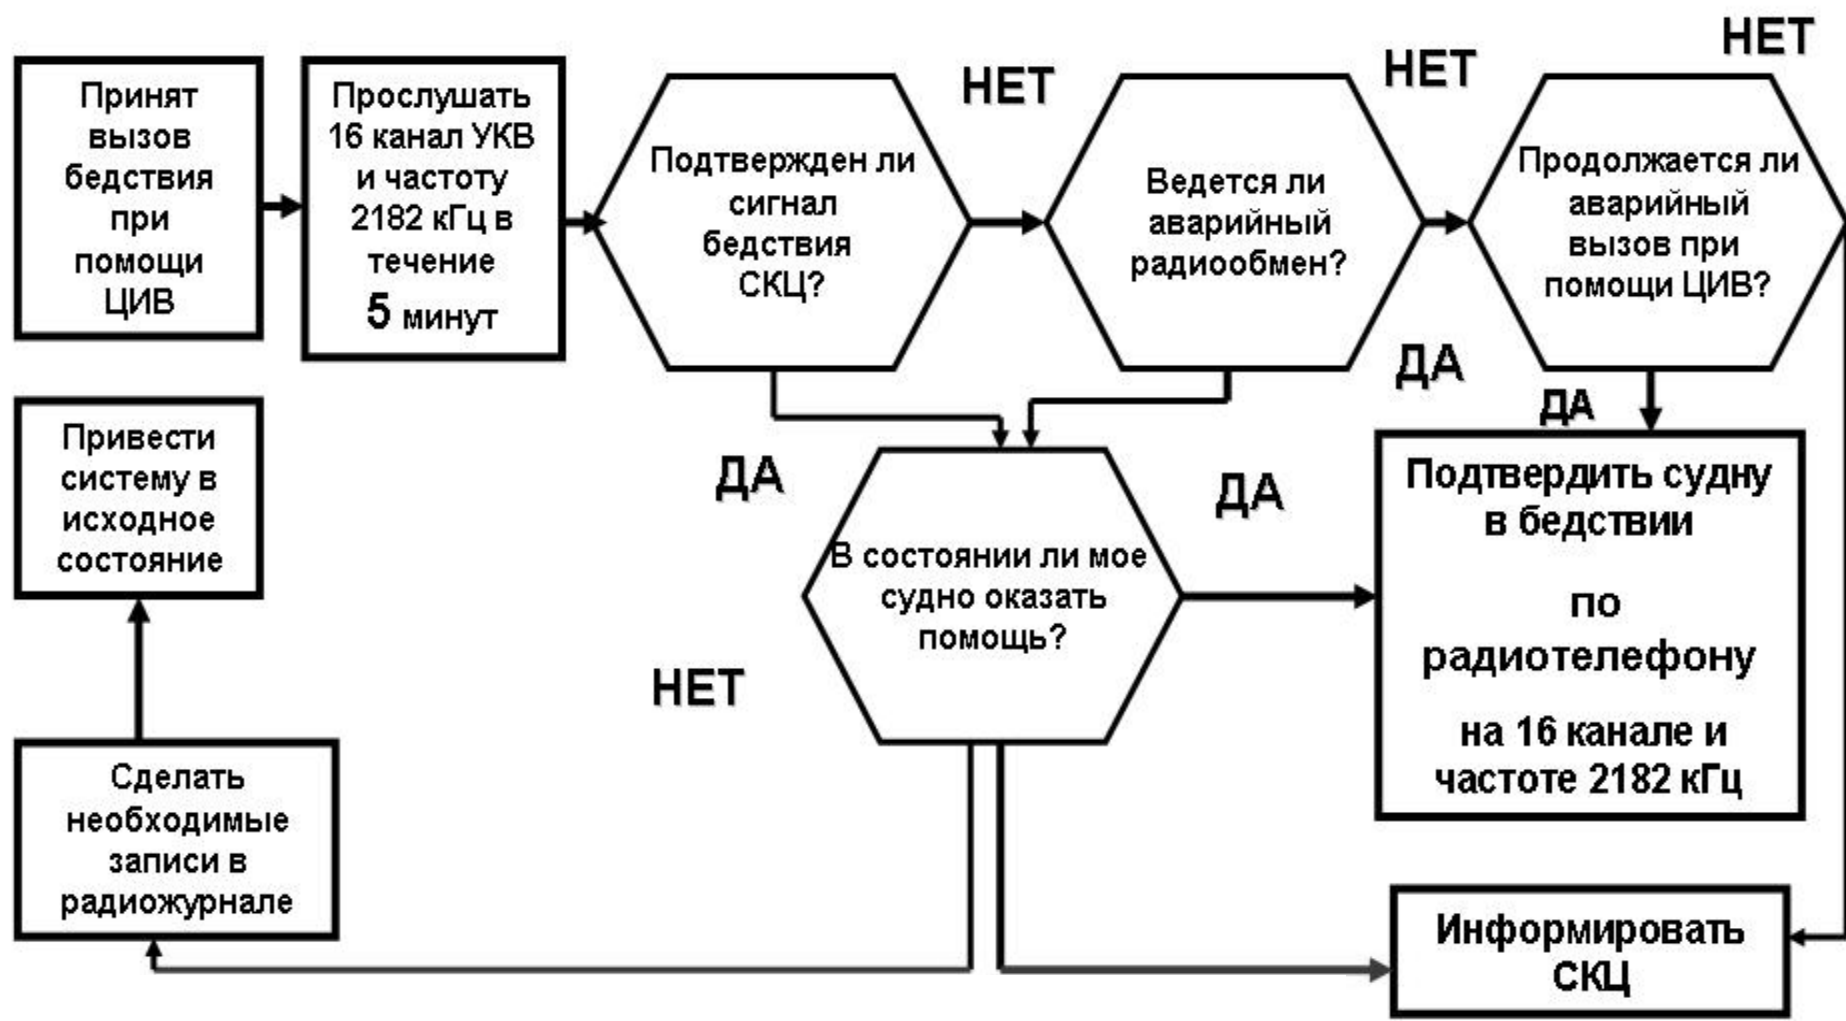 Принят
вызов
бедствия
при
помощи
ЦИВ
Прослушать
16 канал УКВ
и частоту
2182 кГц в
течение
5 минут
Подтвержден ли
сигнал
бедствия
СКЦ?
НЕТ
Ведется ли
аварийный
радиообмен?
НЕТ
Продолжается ли
аварийный
вызов при
помощи ЦИВ?
НЕТ
ДА
ДА
ДА
ДА
Привести
систему в
исходное
состояние
В состоянии ли мое
судно оказать
помощь?
Подтвердить судну
в бедствии
по
радиотелефону
на 16 канале и
частоте 2182 кГц
НЕТ
Сделать
необходимые
записи в
радиожурнале
Информировать
СКЦ